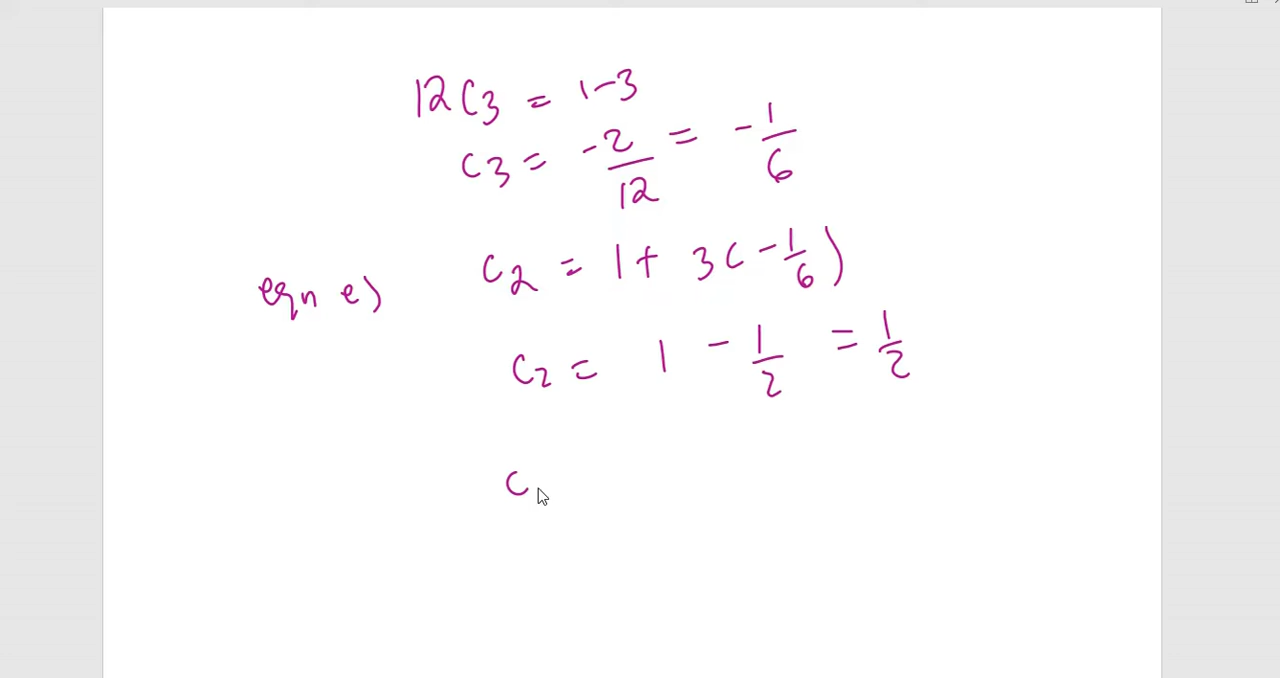 12C3 = 1-3
C3 = -2/12 = -1/6
eqn e) C2 = 1+ 3(-1/6)
C2 = 1 - 1/2 = 1/2
C